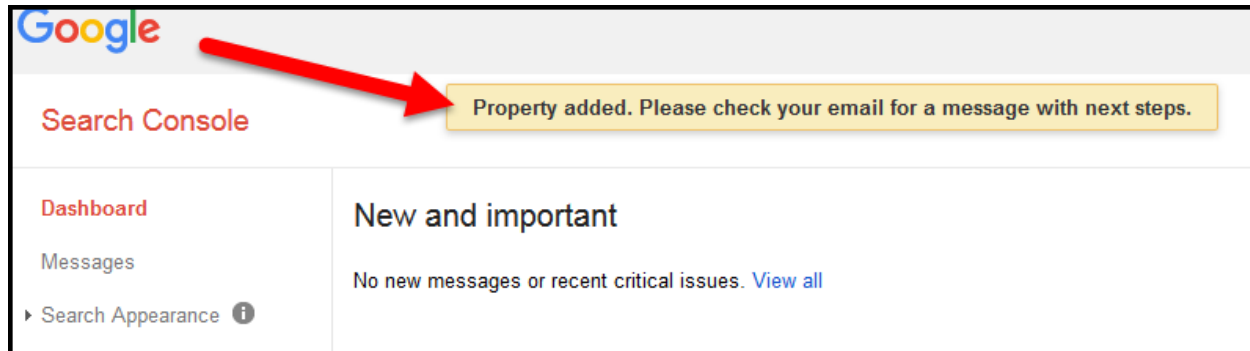 Google
Property added. Please check your email for a message with next steps.
Search Console
Dashboard
Messages
Search Appearance
New and important
No new messages or recent critical issues. View all